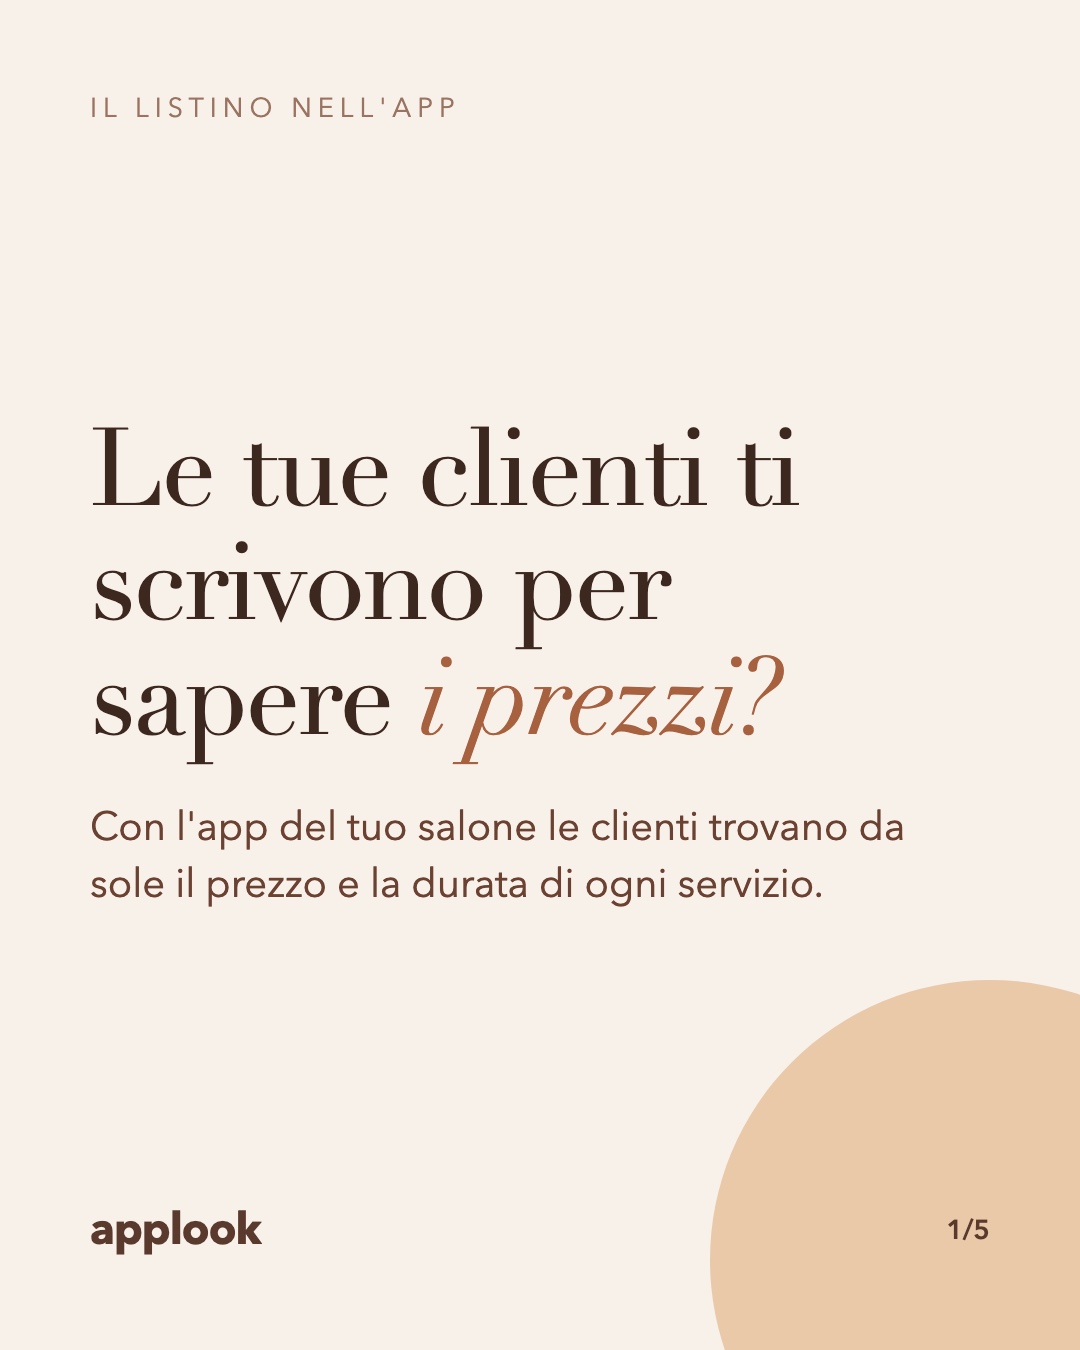 IL LISTINO NELL'APP
Le tue clienti ti
scrivono per
sapere i prezzi?
Con l'app del tuo salone le clienti trovano da
sole il prezzo e la durata di ogni servizio.
applook
1/5